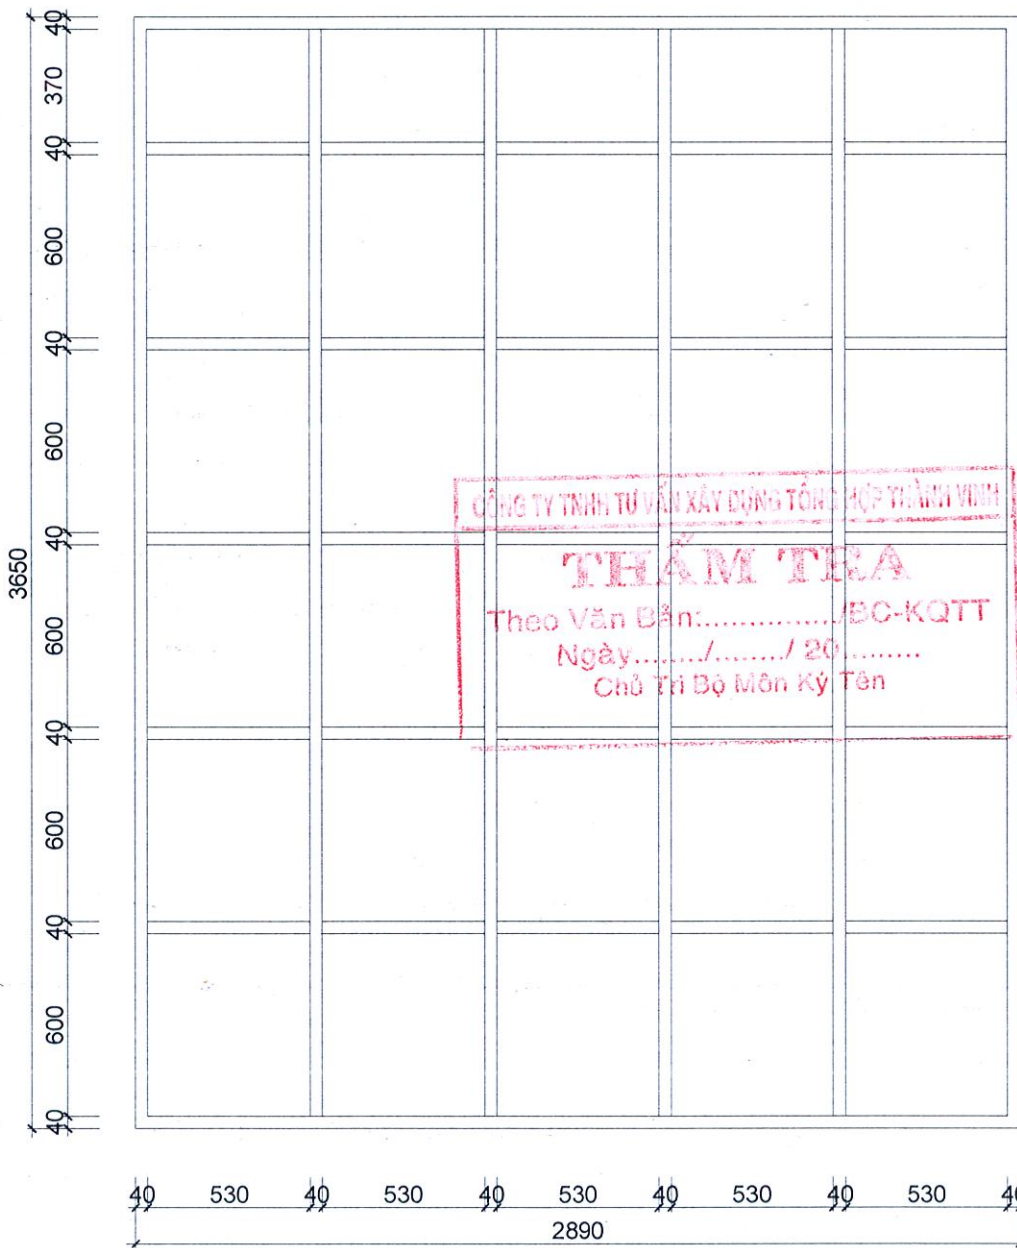 40
370
40
600
40
600
40
600
40
600
40
600
40
3650
CÔNG TY TNHH TƯ VẤN XÂY DỰNG TỔNG HỢP THÀNH VINH
THẨM TRA
Theo Văn Bản:................/BC-KQTT
Ngày......../......../ 20.........
Chủ Trì Bộ Môn Ký Tên
40 530 40 530 40 530 40 530 40 530 40
2890